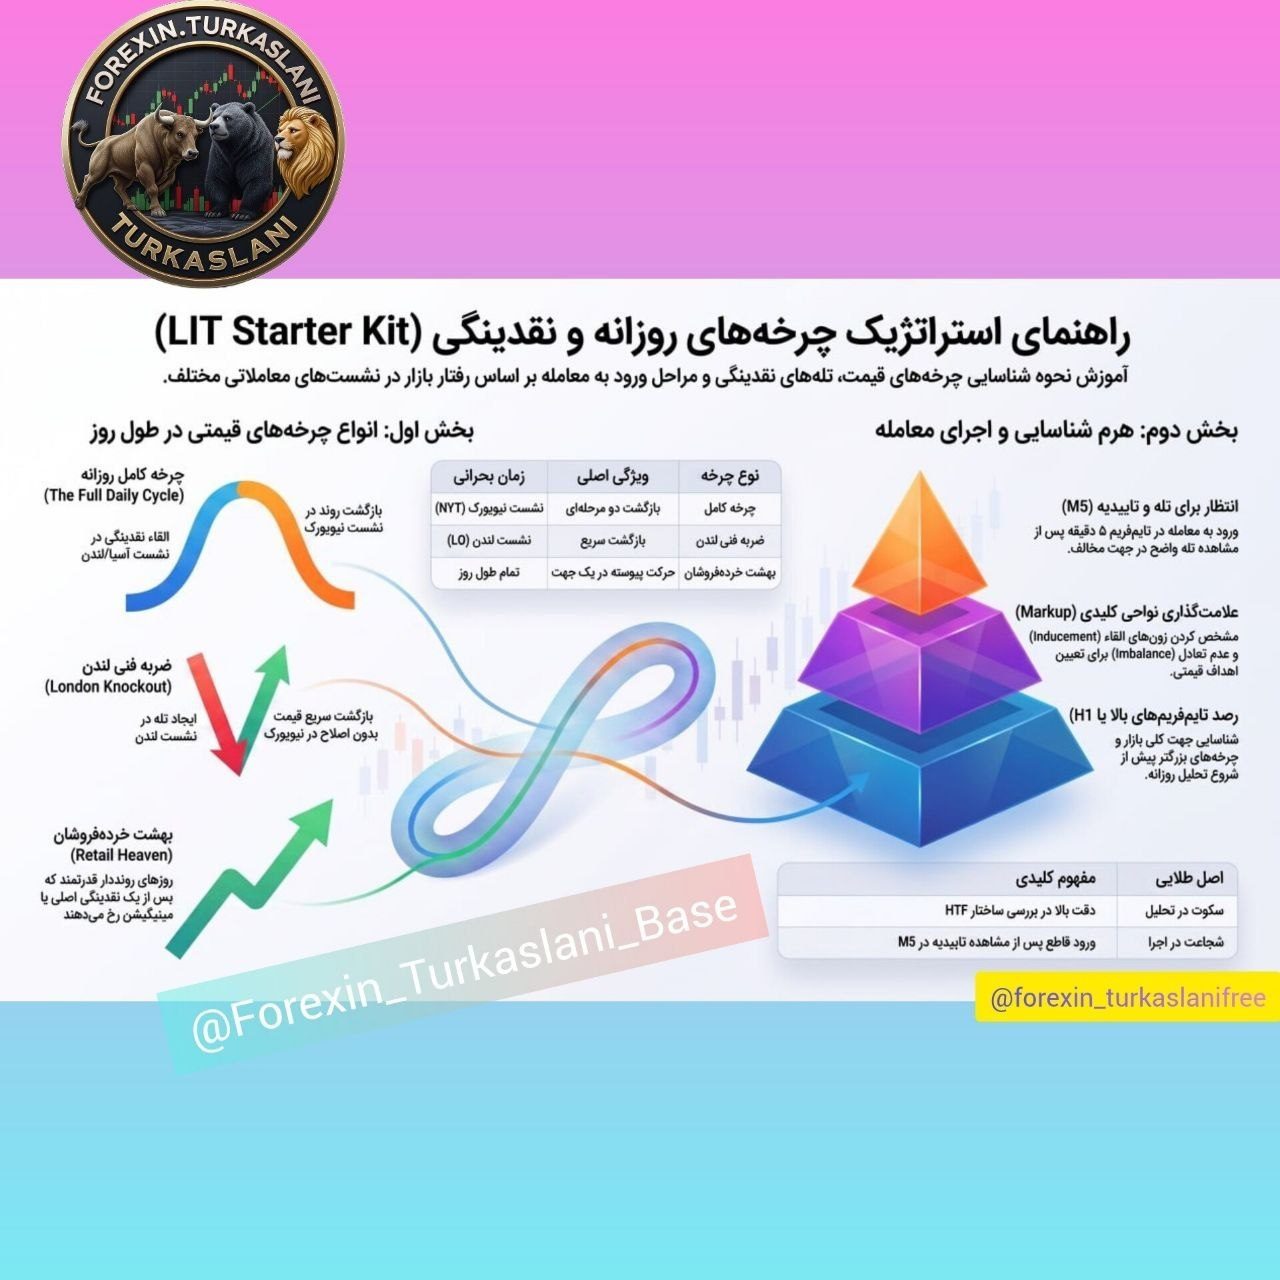 FOREXIN.TURKASLANI
TURKASLANI
راهنمای استراتژیک چرخه‌های روزانه و نقدینگی (LIT Starter Kit)
آموزش نحوه شناسایی چرخه‌های قیمت، تله‌های نقدینگی و مراحل ورود به معامله بر اساس رفتار بازار در نشست‌های معاملاتی مختلف.
بخش اول: انواع چرخه‌های قیمتی در طول روز
چرخه کامل روزانه
(The Full Daily Cycle)
القاء نقدینگی در
نشست آسیا/لندن
بازگشت روند در
نشست نیویورک
ضربه فنی لندن
(London Knockout)
ایجاد تله در
نشست لندن
بازگشت سریع قیمت
بدون اصلاح در نیویورک
بهشت خرده‌فروشان
(Retail Heaven)
روزهای رونددار قدرتمند که
پس از یک نقدینگی اصلی یا
مینیگیشن رخ می‌دهند
نوع چرخه ویژگی اصلی زمان بحرانی
چرخه کامل بازگشت دو مرحله‌ای نشست نیویورک (NYT)
ضربه فنی لندن بازگشت سریع نشست لندن (LO)
بهشت خرده‌فروشان حرکت پیوسته در یک جهت تمام طول روز
بخش دوم: هرم شناسایی و اجرای معامله
انتظار برای تله و تاییدیه (M5)
ورود به معامله در تایم‌فریم ۵ دقیقه پس از
مشاهده تله واضح در جهت مخالف.
علامت‌گذاری نواحی کلیدی (Markup)
مشخص کردن زون‌های القاء (Inducement)
و عدم تعادل (Imbalance) برای تعیین
اهداف قیمتی.
رصد تایم‌فریم‌های بالا یا H1)
شناسایی جهت کلی بازار و
چرخه‌های بزرگتر پیش از
شروع تحلیل روزانه.
اصل طلایی مفهوم کلیدی
سکوت در تحلیل دقت بالا در بررسی ساختار HTF
شجاعت در اجرا ورود قاطع پس از مشاهده تاییدیه در M5
@Forexin_Turkaslani_Base
@forexin_turkaslanifree